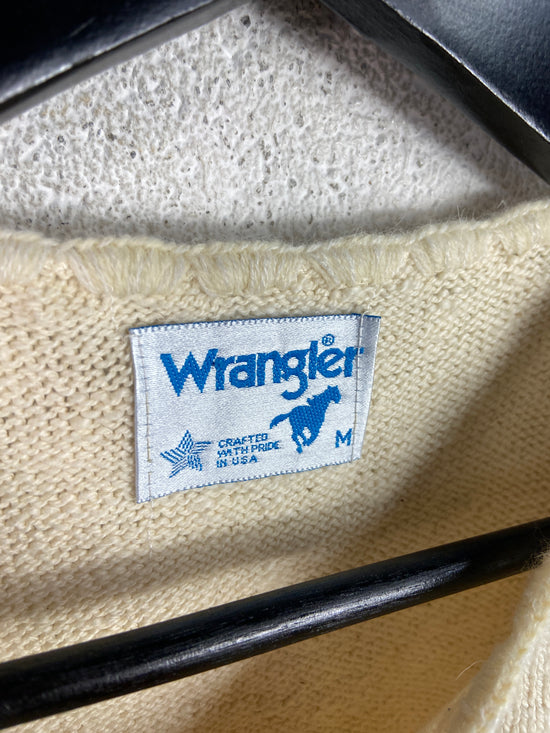 Wrangler®
CRAFTED
WITH PRIDE
IN USA
M